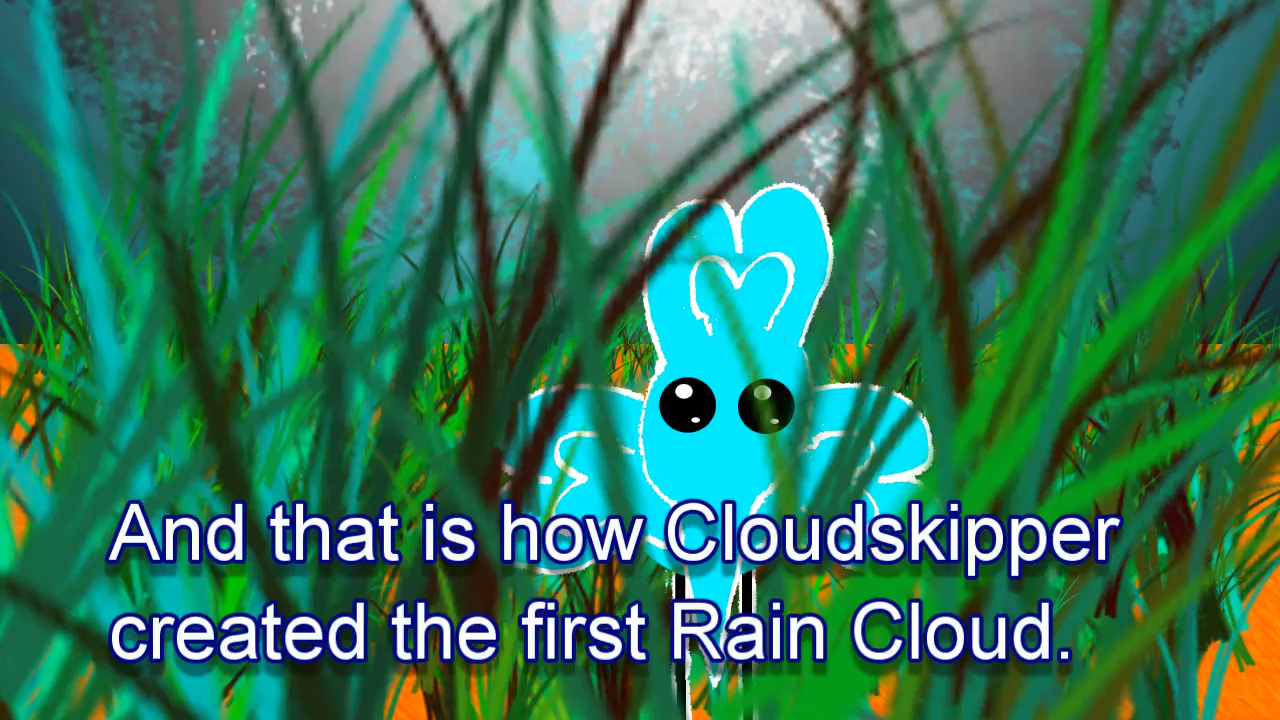 And that is how Cloudskipper
created the first Rain Cloud.